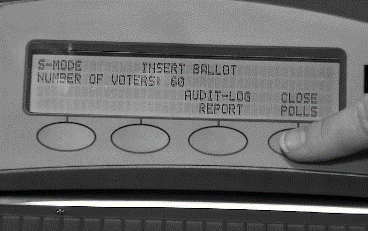 S-MODE INSERT BALLOT
NUMBER OF VOTERS: 60
AUDIT-LOG CLOSE
REPORT POLLS